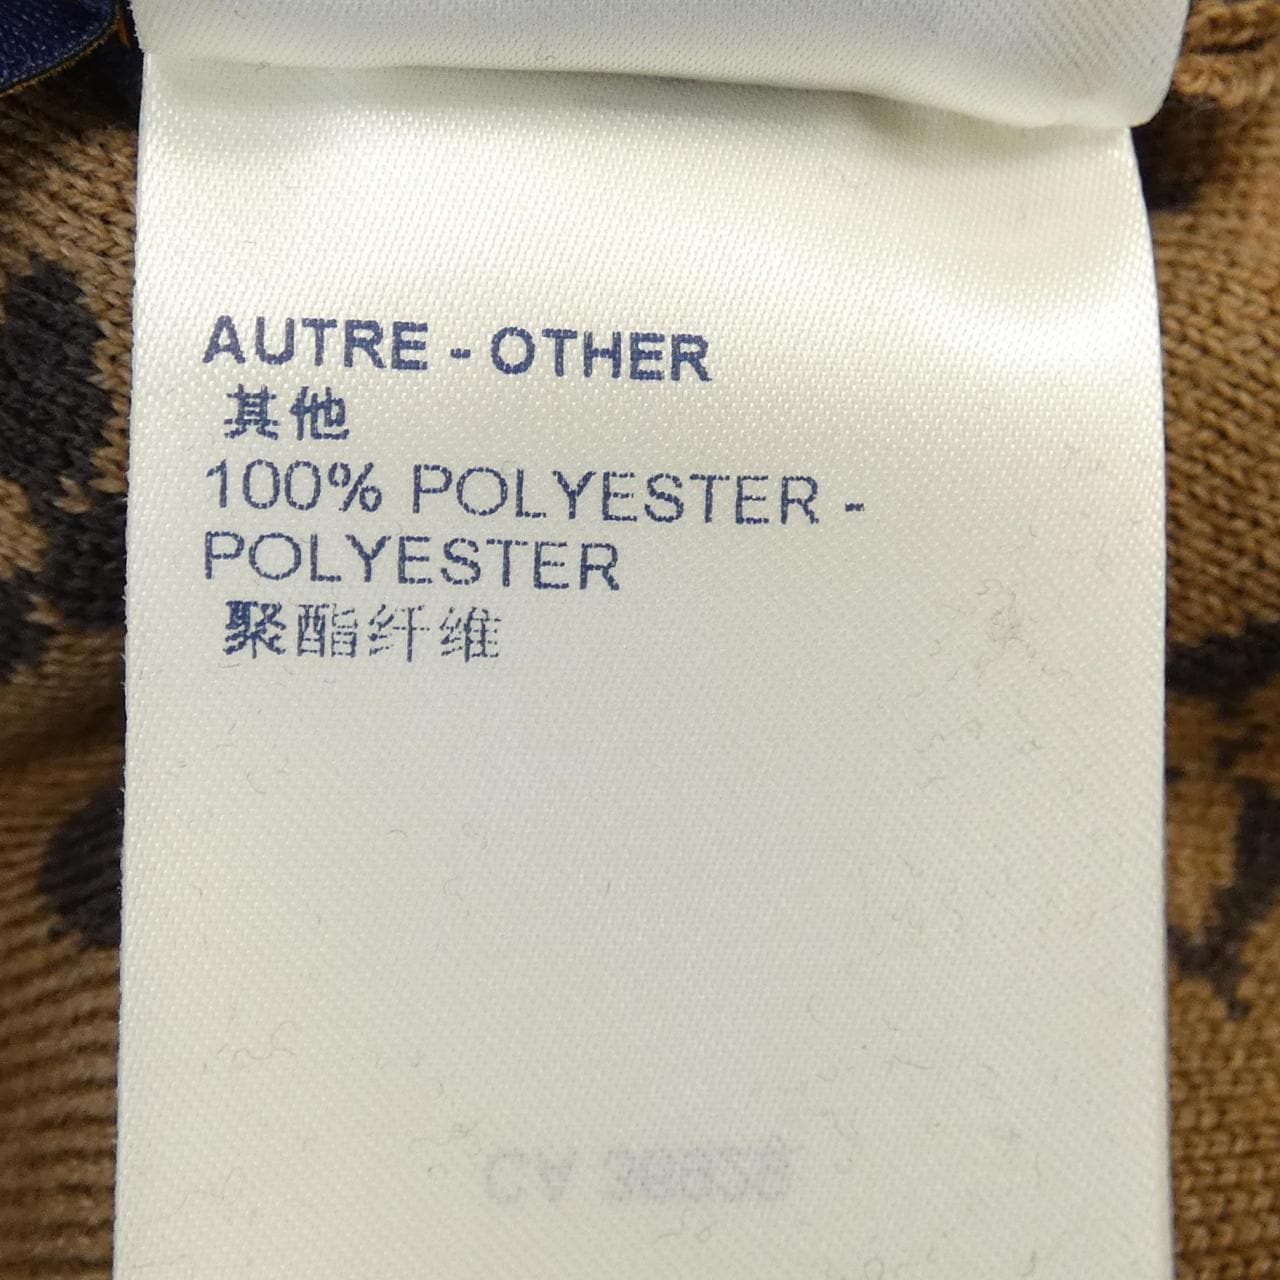 AUTRE - OTHER
其他
100% POLYESTER -
POLYESTER
聚酯纤维